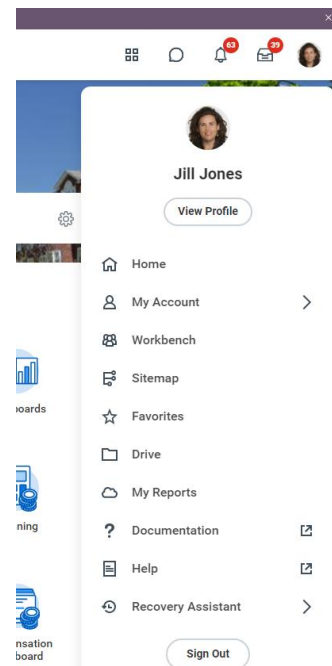 63
39
Jill Jones
View Profile
Home
My Account
Workbench
Sitemap
Favorites
Drive
My Reports
Documentation
Help
Recovery Assistant
Sign Out
boards
ning
nsation
board